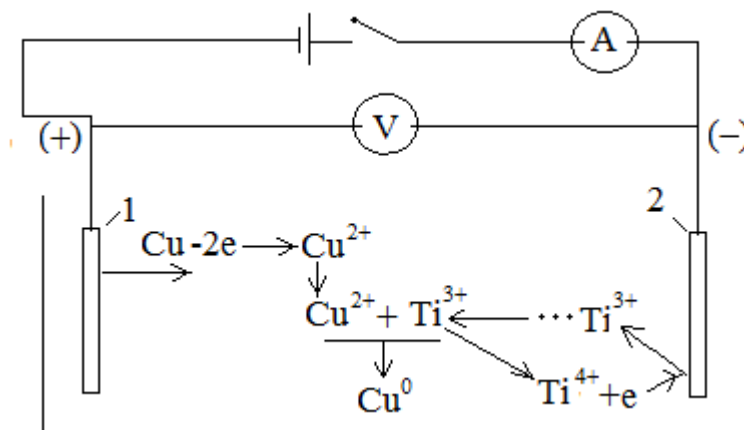 A
V
(+)
(−)
1
2
Cu -2e → Cu²⁺
Cu²⁺ + Ti³⁺ ← ··· Ti³⁺
Ti⁴⁺+e
Cu⁰